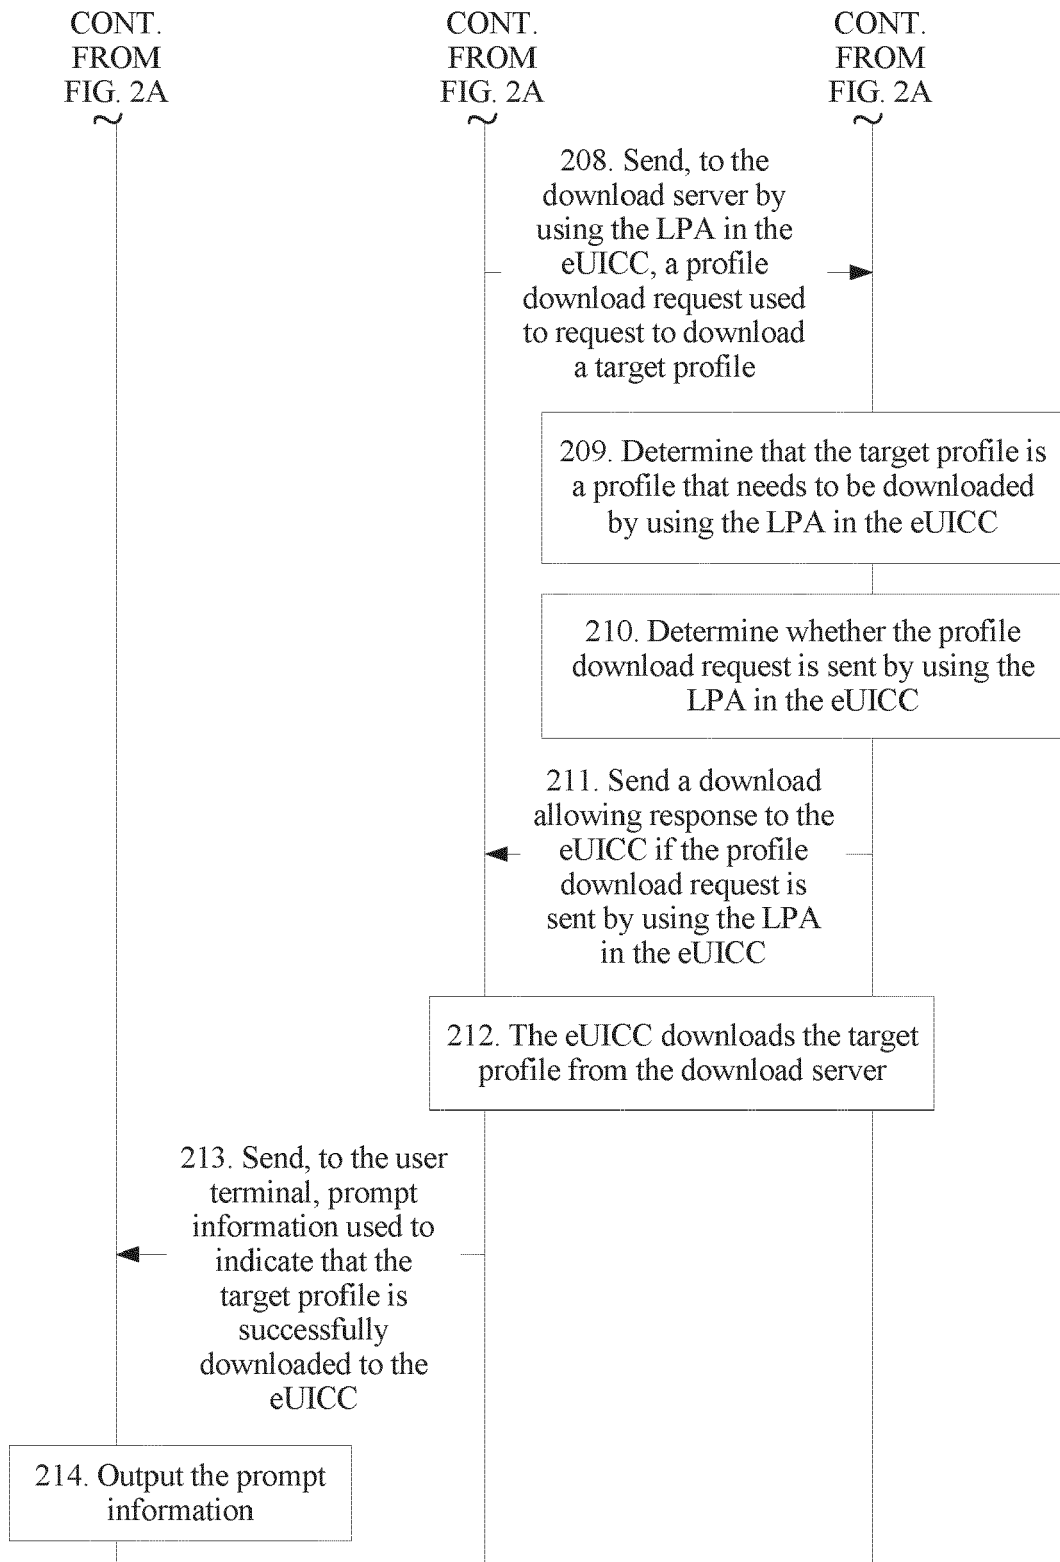 CONT.
FROM
FIG. 2A
CONT.
FROM
FIG. 2A
CONT.
FROM
FIG. 2A
208. Send, to the
download server by
using the LPA in the
eUICC, a profile
download request used
to request to download
a target profile
209. Determine that the target profile is
a profile that needs to be downloaded
by using the LPA in the eUICC
210. Determine whether the profile
download request is sent by using the
LPA in the eUICC
211. Send a download
allowing response to the
eUICC if the profile
download request is
sent by using the LPA
in the eUICC
212. The eUICC downloads the target
profile from the download server
213. Send, to the user
terminal, prompt
information used to
indicate that the
target profile is
successfully
downloaded to the
eUICC
214. Output the prompt
information